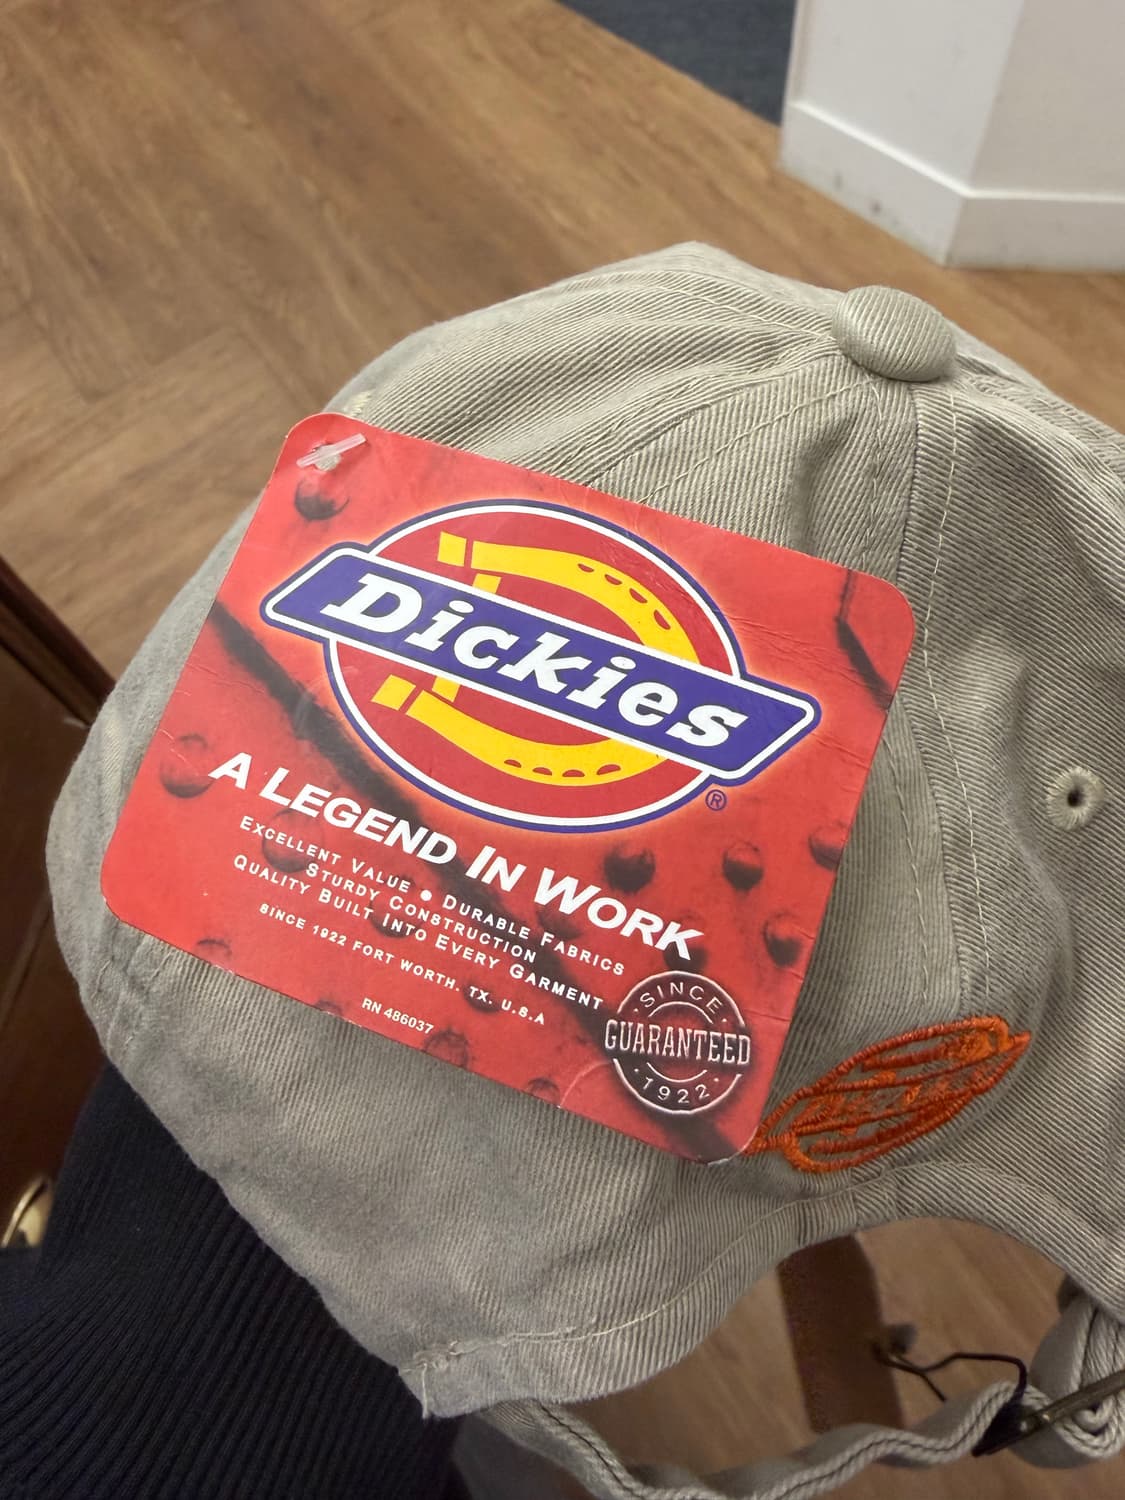 Dickies
®
A LEGEND IN WORK
EXCELLENT VALUE • DURABLE FABRICS
STURDY CONSTRUCTION
QUALITY BUILT INTO EVERY GARMENT
SINCE 1922 FORT WORTH, TX, U.S.A
RN 486037
· SINCE ·
GUARANTEED
· 1922 ·